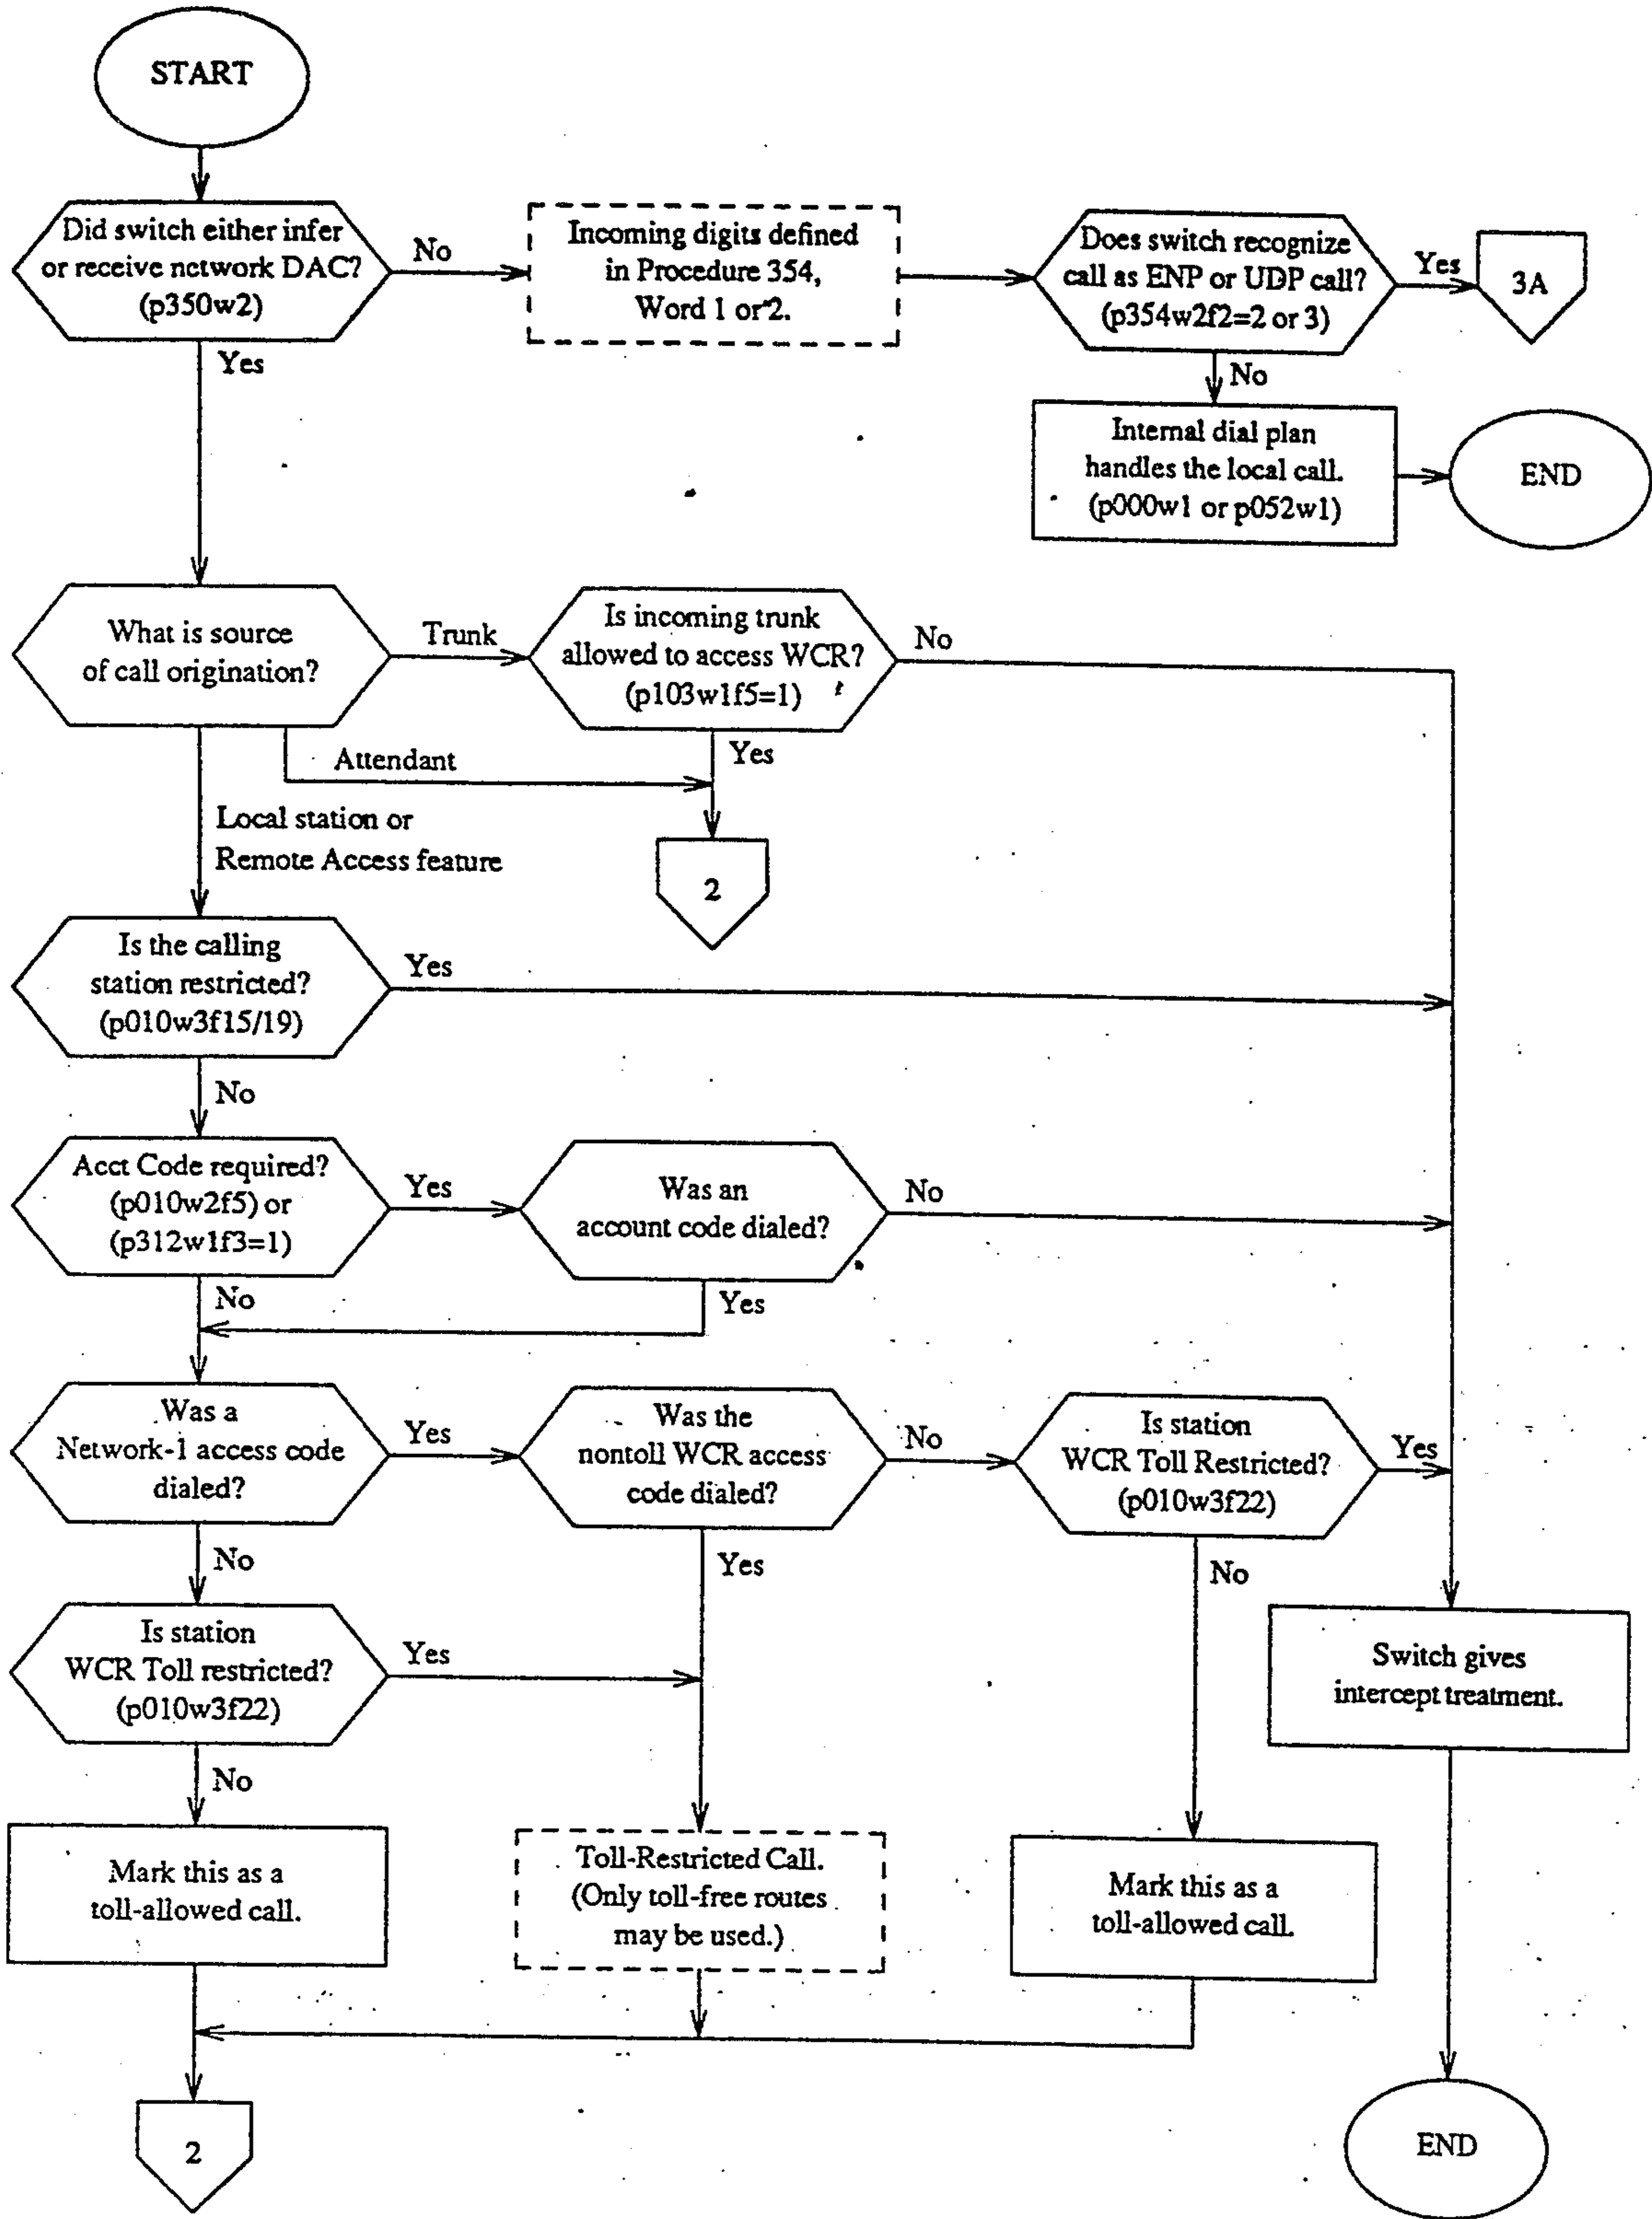 START
Did switch either infer
or receive network DAC?
(p350w2)
No
Incoming digits defined
in Procedure 354,
Word 1 or 2.
Does switch recognize
call as ENP or UDP call?
(p354w2f2=2 or 3)
Yes
3A
Yes
No
Internal dial plan
handles the local call.
(p000w1 or p052w1)
END
What is source
of call origination?
Trunk
Is incoming trunk
allowed to access WCR?
(p103w1f5=1)
No
Attendant
Yes
Local station or
Remote Access feature
2
Is the calling
station restricted?
(p010w3f15/19)
Yes
No
Acct Code required?
(p010w2f5) or
(p312w1f3=1)
Yes
Was an
account code dialed?
No
No
Yes
Was a
Network-1 access code
dialed?
Yes
Was the
nontoll WCR access
code dialed?
No
Is station
WCR Toll Restricted?
(p010w3f22)
Yes
No
Yes
No
Is station
WCR Toll restricted?
(p010w3f22)
Yes
Switch gives
intercept treatment.
No
Mark this as a
toll-allowed call.
Toll-Restricted Call.
(Only toll-free routes
may be used.)
Mark this as a
toll-allowed call.
2
END